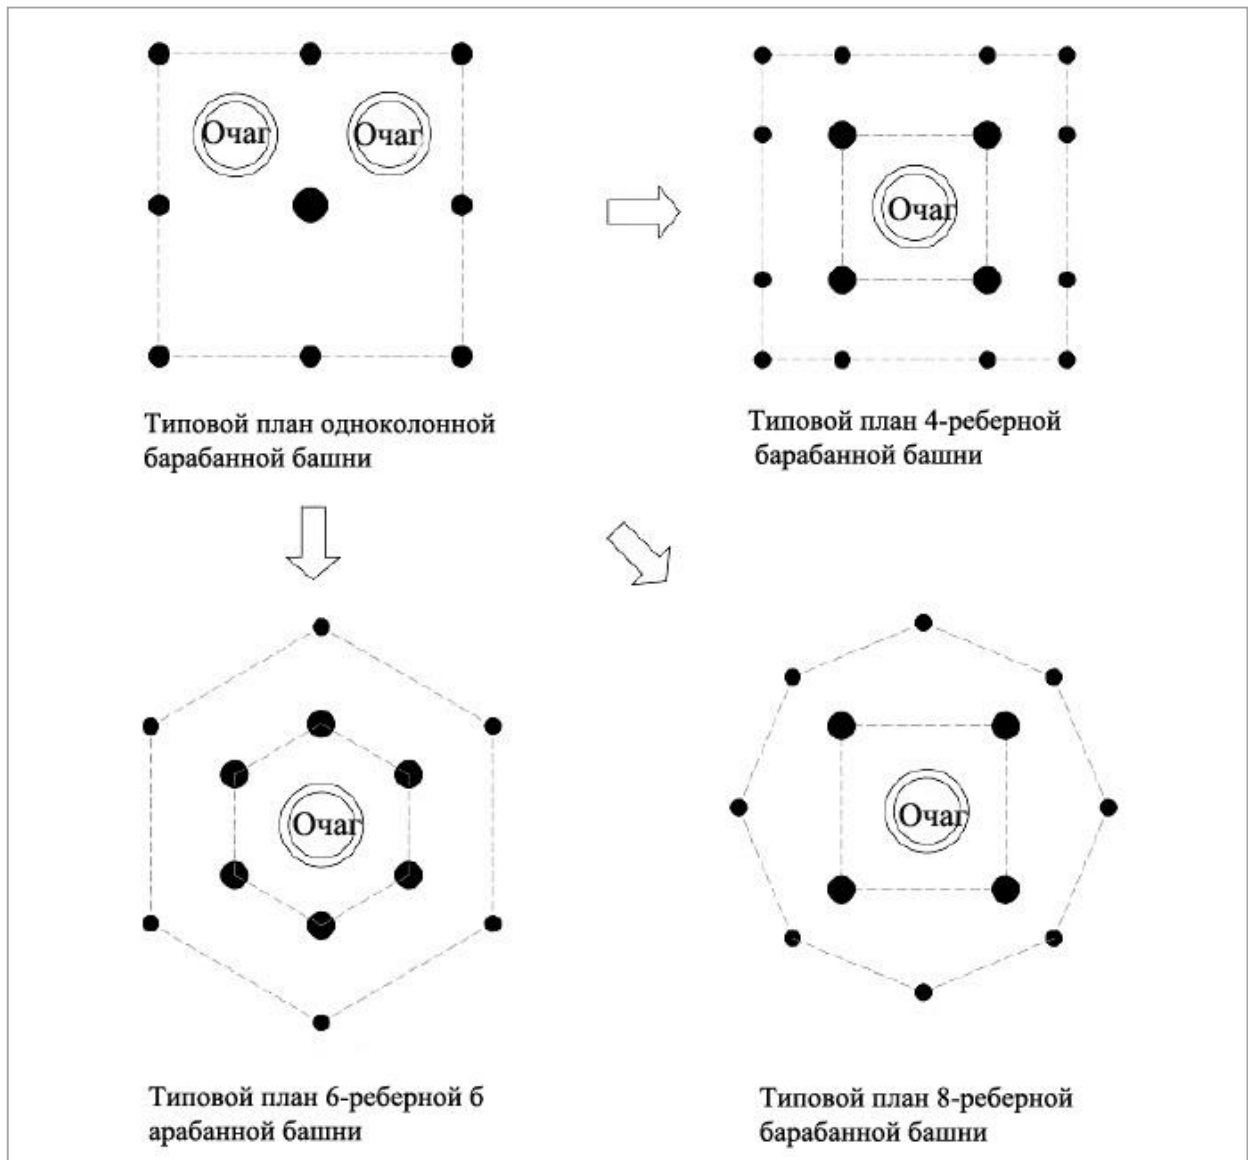 Очаг
Очаг
Очаг
Типовой план одноколонной
барабанной башни
Типовой план 4-реберной
барабанной башни
Очаг
Очаг
Типовой план 6-реберной б
арабанной башни
Типовой план 8-реберной
барабанной башни